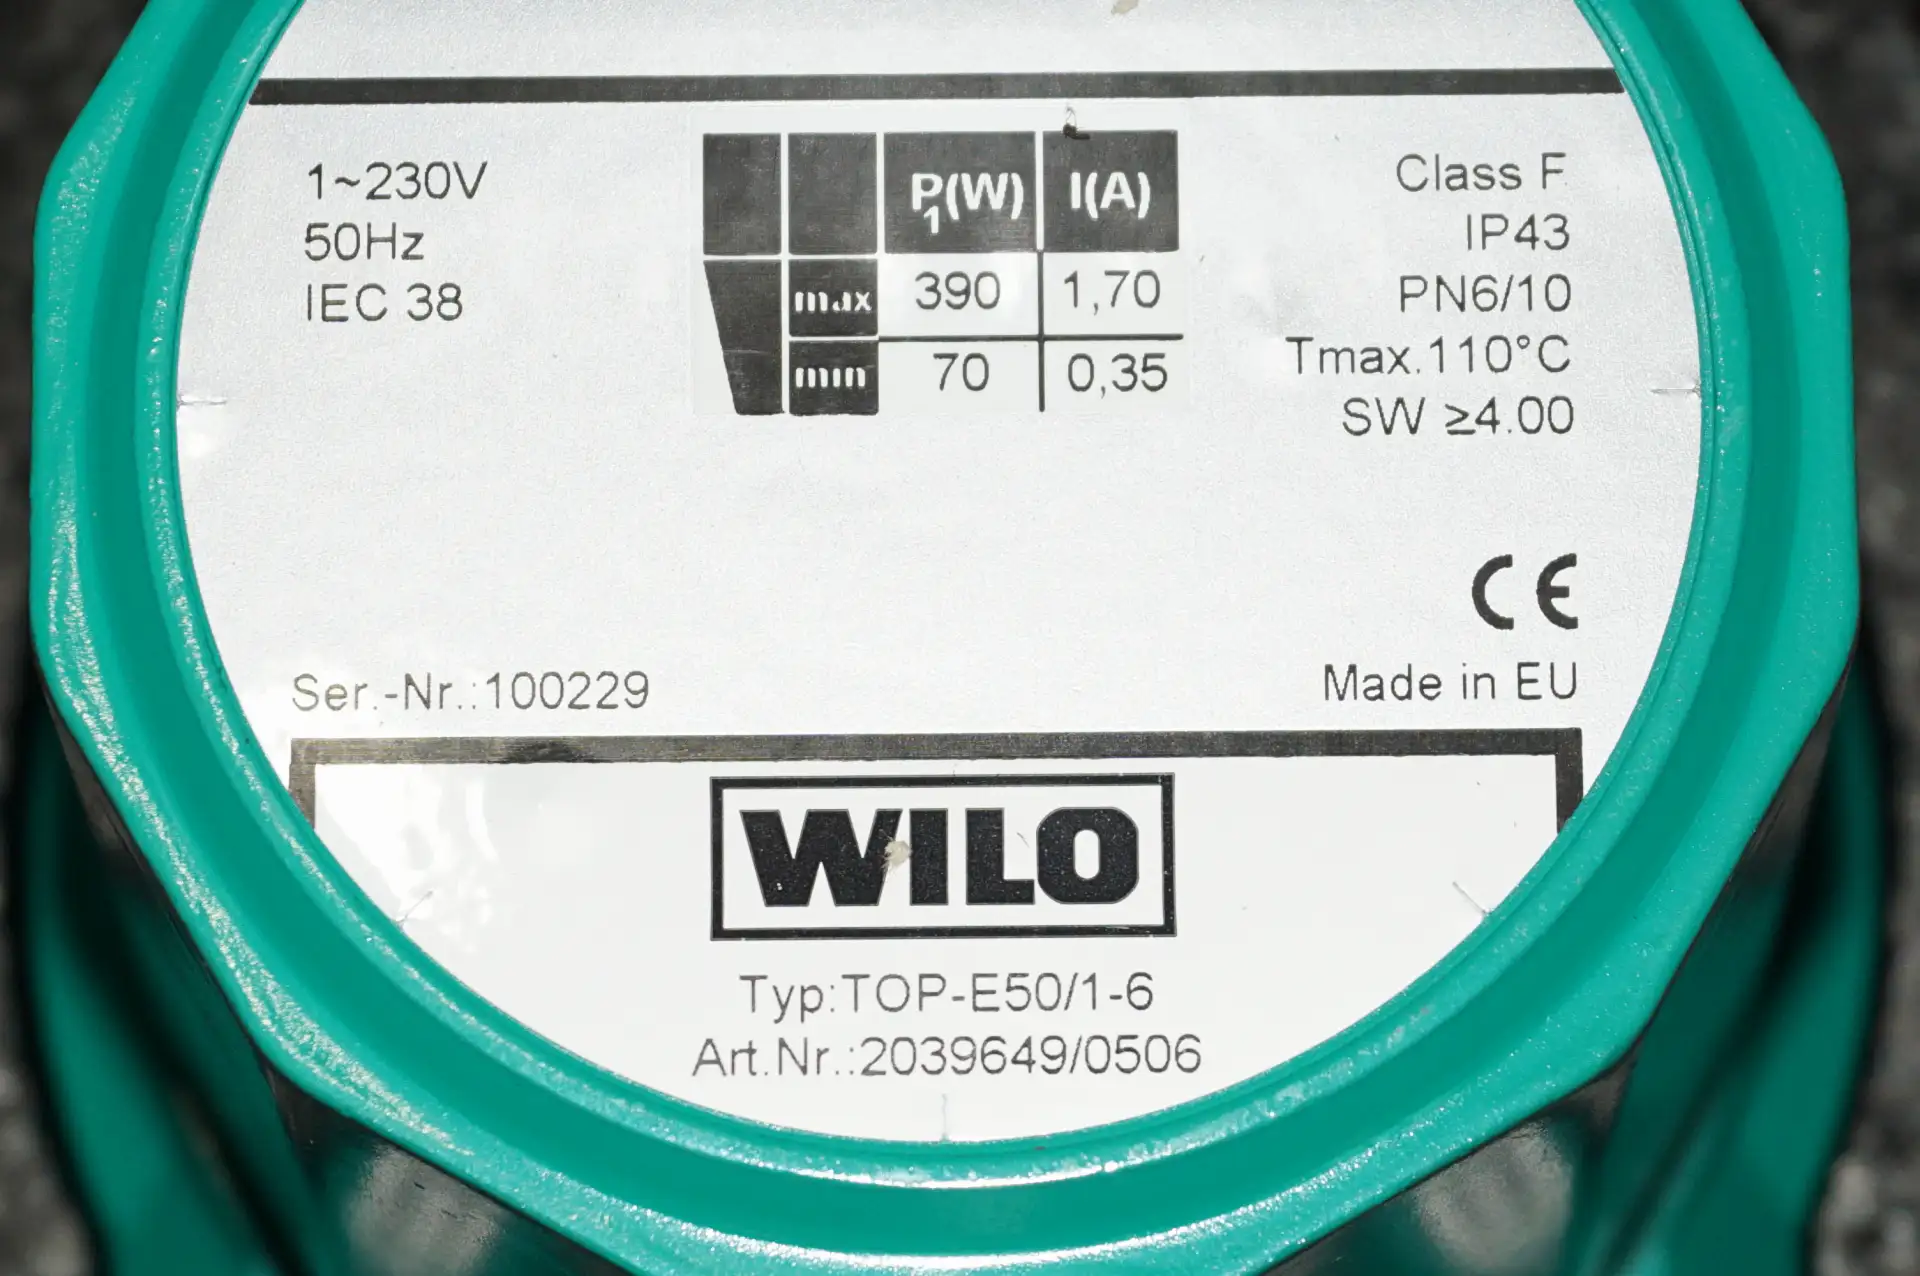 1~230V
50Hz
IEC 38
P1(W) I(A)
max 390 1,70
min 70 0,35
Class F
IP43
PN6/10
Tmax.110°C
SW ≥4.00
CE
Ser.-Nr.:100229
Made in EU
WILO
Typ:TOP-E50/1-6
Art.Nr.:2039649/0506